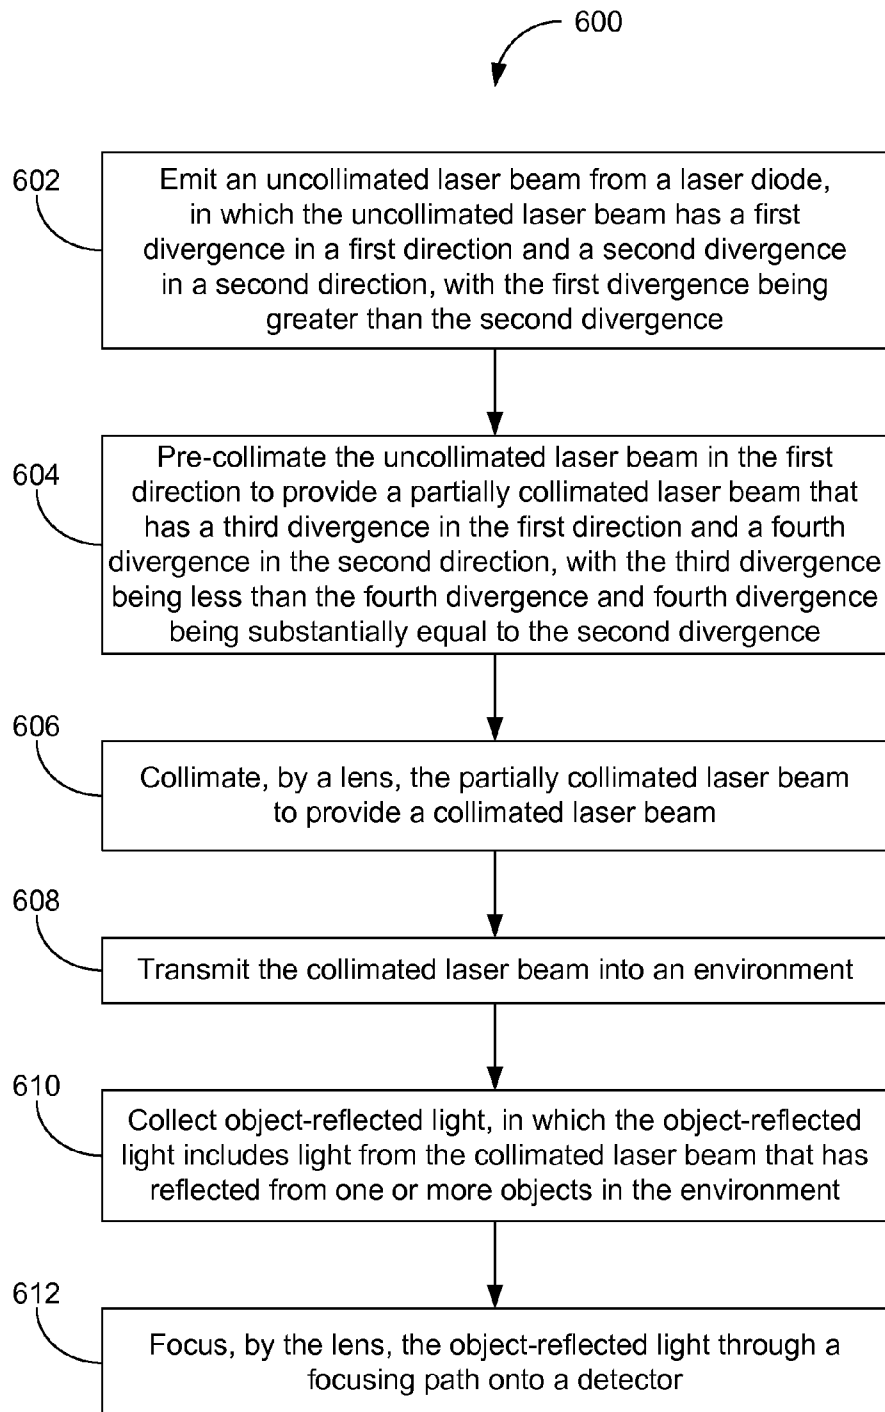 600
602
Emit an uncollimated laser beam from a laser diode,
in which the uncollimated laser beam has a first
divergence in a first direction and a second divergence
in a second direction, with the first divergence being
greater than the second divergence
604
Pre-collimate the uncollimated laser beam in the first
direction to provide a partially collimated laser beam that
has a third divergence in the first direction and a fourth
divergence in the second direction, with the third divergence
being less than the fourth divergence and fourth divergence
being substantially equal to the second divergence
606
Collimate, by a lens, the partially collimated laser beam
to provide a collimated laser beam
608
Transmit the collimated laser beam into an environment
610
Collect object-reflected light, in which the object-reflected
light includes light from the collimated laser beam that has
reflected from one or more objects in the environment
612
Focus, by the lens, the object-reflected light through a
focusing path onto a detector